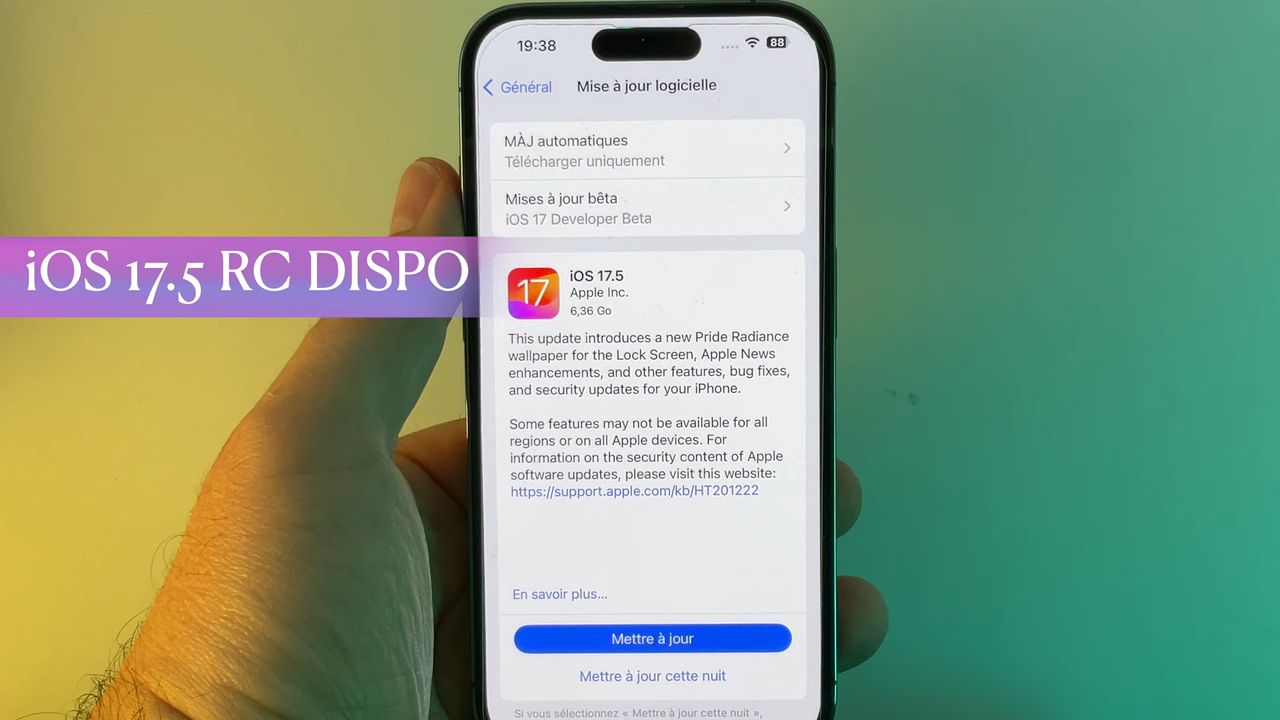 19:38
88
Général
Mise à jour logicielle
MÀJ automatiques
Télécharger uniquement
Mises à jour bêta
iOS 17 Developer Beta
iOS 17.5 RC DISPO
17
iOS 17.5
Apple Inc.
6,36 Go
This update introduces a new Pride Radiance
wallpaper for the Lock Screen, Apple News
enhancements, and other features, bug fixes,
and security updates for your iPhone.
Some features may not be available for all
regions or on all Apple devices. For
information on the security content of Apple
software updates, please visit this website:
https://support.apple.com/kb/HT201222
En savoir plus...
Mettre à jour
Mettre à jour cette nuit
Si vous sélectionnez « Mettre à jour cette nuit »,